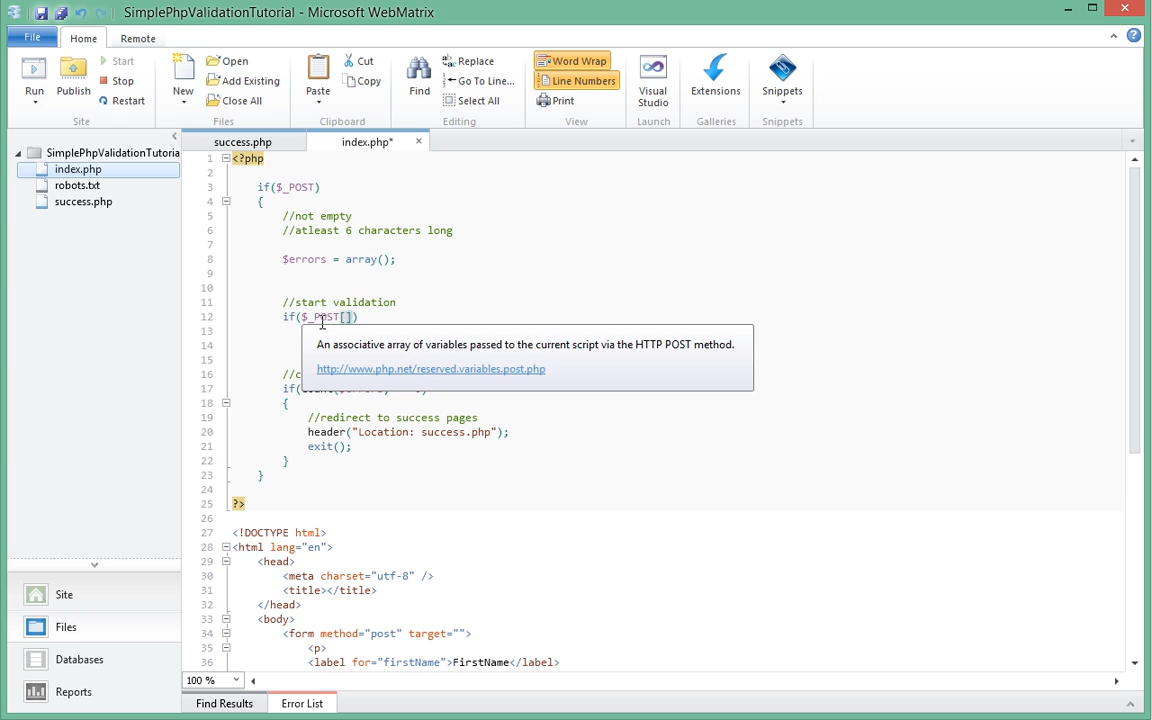 SimplePhpValidationTutorial - Microsoft WebMatrix
File Home Remote
Run Publish Start Stop Restart Site
New Open Add Existing Close All Files
Paste Cut Copy Clipboard
Find Replace Go To Line... Select All Editing
Word Wrap Line Numbers Print View
Visual Studio Launch
Extensions Galleries
Snippets Snippets
SimplePhpValidationTutoria
index.php
robots.txt
success.php
Site
Files
Databases
Reports
success.php index.php*
1 <?php
2
3 if($_POST)
4 {
5 //not empty
6 //atleast 6 characters long
7
8 $errors = array();
9
10
11 //start validation
12 if($_POST[])
13
An associative array of variables passed to the current script via the HTTP POST method.
14
15
http://www.php.net/reserved.variables.post.php
16 //c
17 if(
18 {
19 //redirect to success pages
20 header("Location: success.php");
21 exit();
22 }
23 }
24
25 ?>
26
27 <!DOCTYPE html>
28 <html lang="en">
29 <head>
30 <meta charset="utf-8" />
31 <title></title>
32 </head>
33 <body>
34 <form method="post" target="">
35 <p>
36 <label for="firstName">FirstName</label>
100 %
Find Results Error List